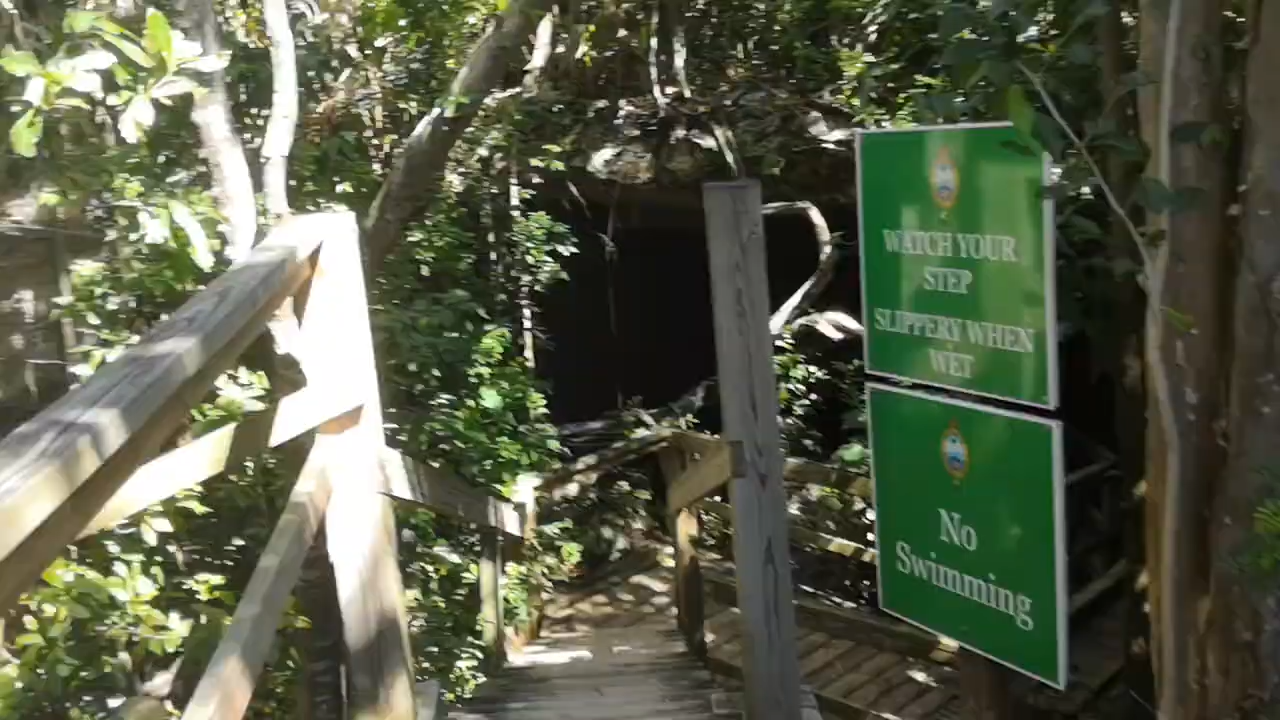 WATCH YOUR
STEP
SLIPPERY WHEN
WET
No
Swimming